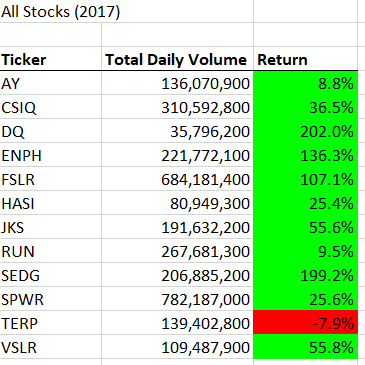 All Stocks (2017)
Ticker Total Daily Volume Return
AY 136,070,900 8.8%
CSIQ 310,592,800 36.5%
DQ 35,796,200 202.0%
ENPH 221,772,100 136.3%
FSLR 684,181,400 107.1%
HASI 80,949,300 25.4%
JKS 191,632,200 55.6%
RUN 267,681,300 9.5%
SEDG 206,885,200 199.2%
SPWR 782,187,000 25.6%
TERP 139,402,800 -7.9%
VSLR 109,487,900 55.8%